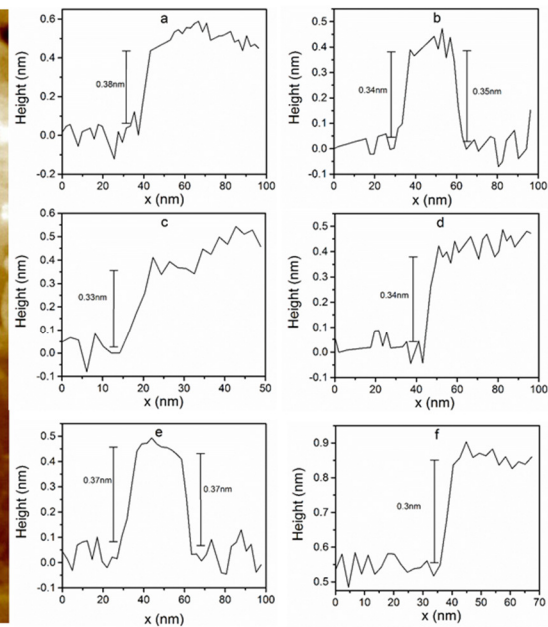 a
0.6
0.4
0.2
0.0
-0.2
Height (nm)
0.38nm
0 20 40 60 80 100
x (nm)
b
0.5
0.4
0.3
0.2
0.1
0.0
-0.1
Height (nm)
0.34nm
0.35nm
0 20 40 60 80 100
x (nm)
c
0.6
0.5
0.4
0.3
0.2
0.1
0.0
-0.1
Height (nm)
0.33nm
0 10 20 30 40 50
x (nm)
d
0.5
0.4
0.3
0.2
0.1
0.0
-0.1
Height (nm)
0.34nm
0 20 40 60 80 100
x (nm)
e
0.5
0.4
0.3
0.2
0.1
0.0
-0.1
Height (nm)
0.37nm
0.37nm
0 20 40 60 80 100
x (nm)
f
0.9
0.8
0.7
0.6
0.5
Height (nm)
0.3nm
0 10 20 30 40 50 60 70
x (nm)